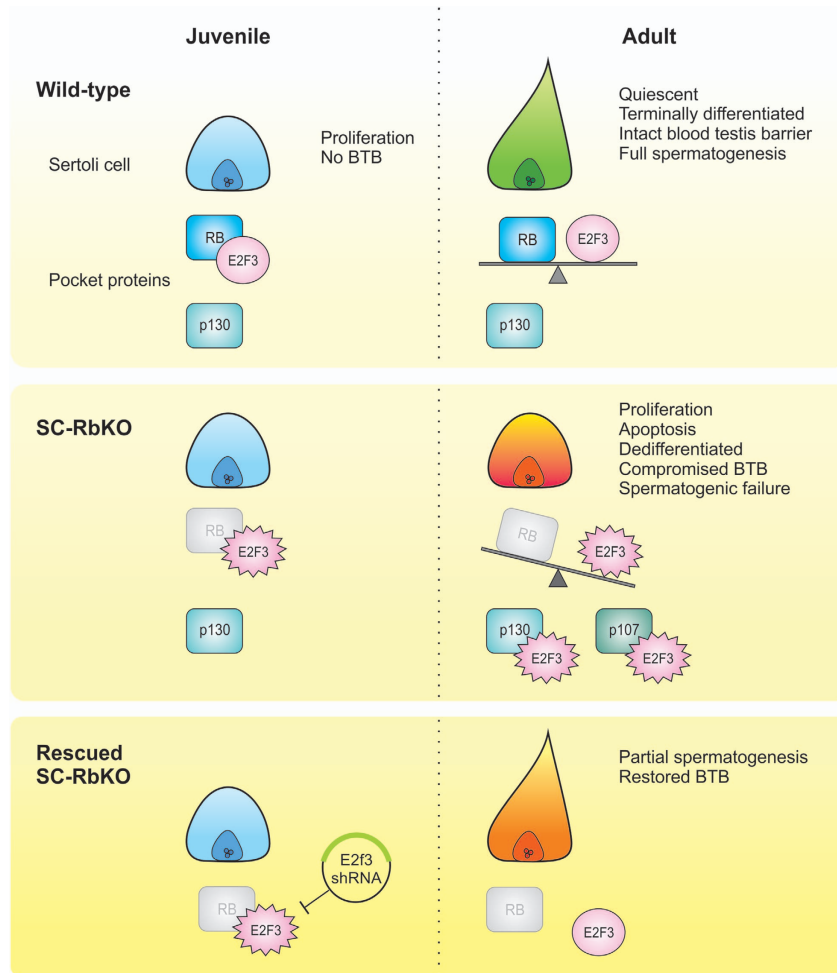 Juvenile
Adult
Wild-type
Sertoli cell
Proliferation
No BTB
Quiescent
Terminally differentiated
Intact blood testis barrier
Full spermatogenesis
Pocket proteins
RB
E2F3
p130
RB
E2F3
p130
SC-RbKO
Proliferation
Apoptosis
Dedifferentiated
Compromised BTB
Spermatogenic failure
RB
E2F3
p130
RB
E2F3
p130
E2F3
p107
E2F3
Rescued
SC-RbKO
Partial spermatogenesis
Restored BTB
E2f3
shRNA
RB
E2F3
RB
E2F3